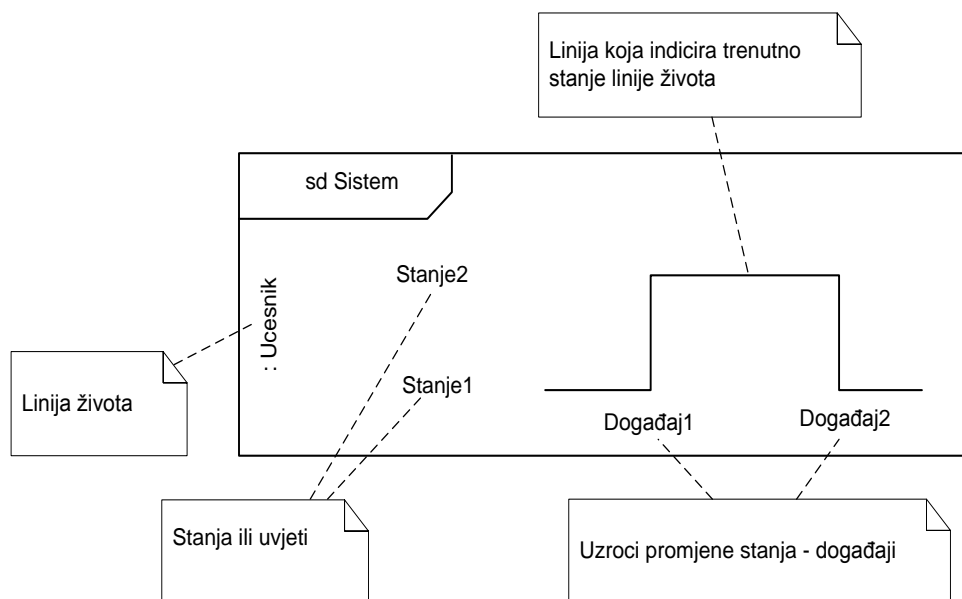 Linija koja indicira trenutno
stanje linije života
sd Sistem
: Ucesnik
Stanje2
Stanje1
Linija života
Događaj1
Događaj2
Stanja ili uvjeti
Uzroci promjene stanja - događaji